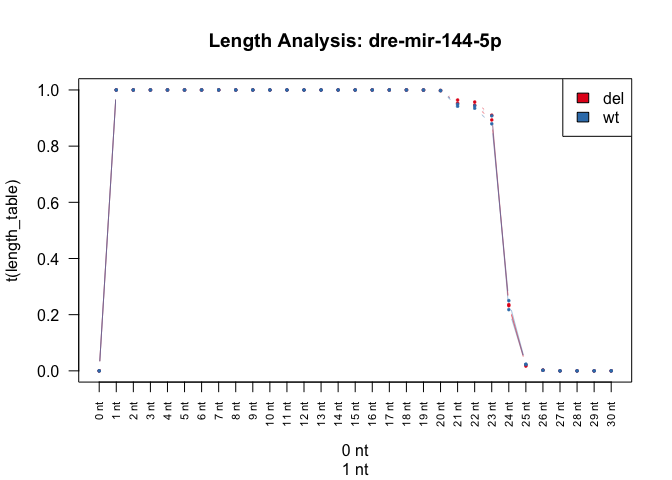 Length Analysis: dre-mir-144-5p
del
wt
t(length_table)
1.0
0.8
0.6
0.4
0.2
0.0
0 nt 1 nt 2 nt 3 nt 4 nt 5 nt 6 nt 7 nt 8 nt 9 nt 10 nt 11 nt 12 nt 13 nt 14 nt 15 nt 16 nt 17 nt 18 nt 19 nt 20 nt 21 nt 22 nt 23 nt 24 nt 25 nt 26 nt 27 nt 28 nt 29 nt 30 nt
0 nt
1 nt